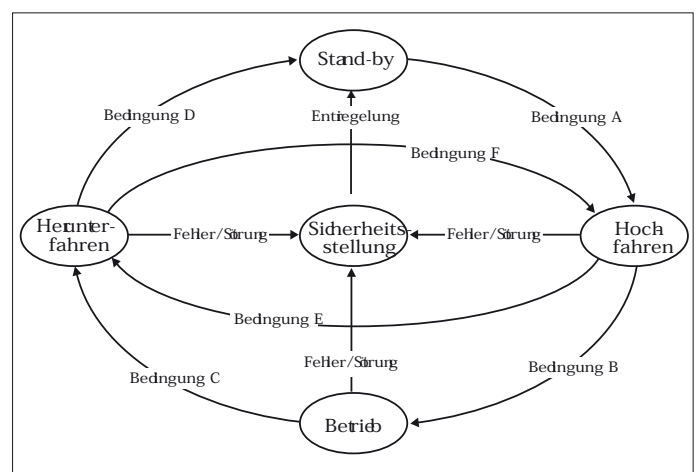 Stand-by
Bedingung D
Entriegelung
Bedingung A
Bedingung F
Herunter-
fahren
Fehler/Störung
Sicherheits-
stellung
Fehler/Störung
Hoch-
fahren
Bedingung E
Fehler/Störung
Bedingung B
Bedingung C
Betrieb